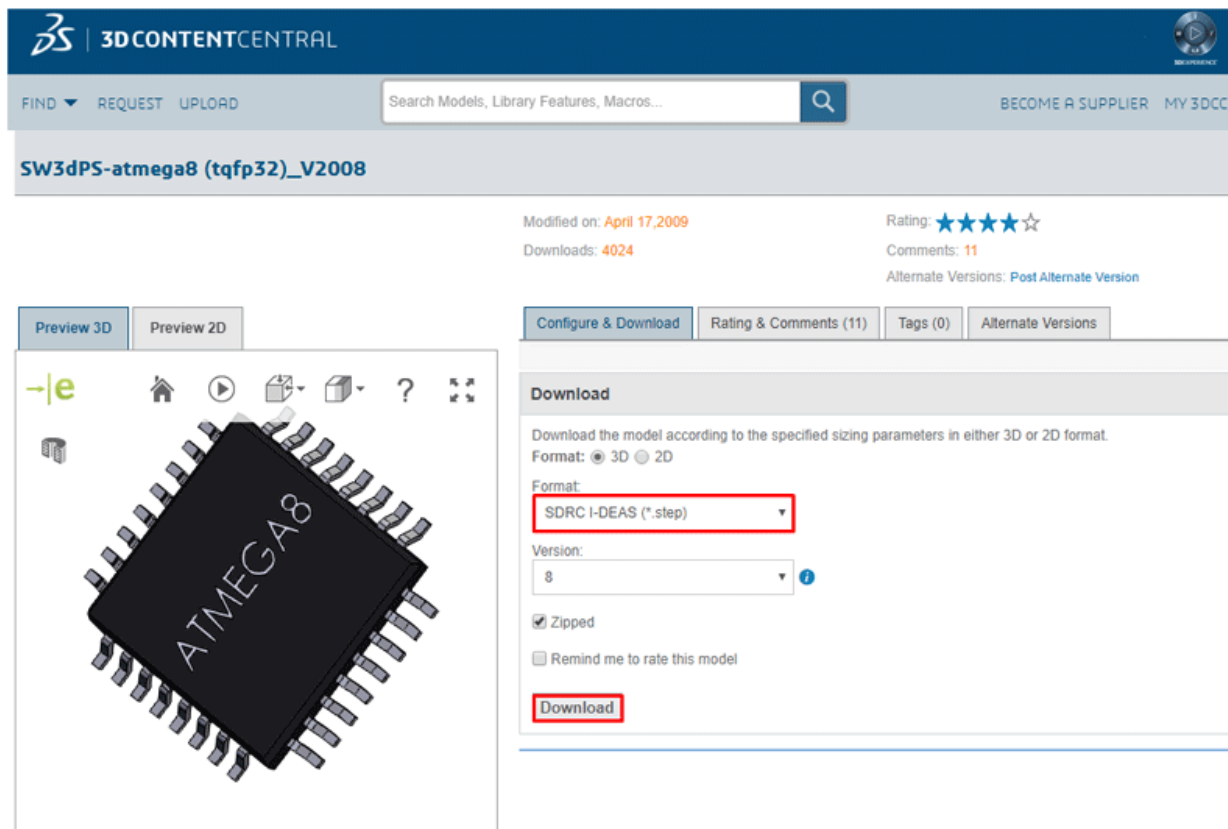 3DS | 3DCONTENTCENTRAL
3DEXPERIENCE
FIND REQUEST UPLOAD
Search Models, Library Features, Macros...
BECOME A SUPPLIER MY 3DCC
SW3dPS-atmega8 (tqfp32)_V2008
Modified on: April 17,2009
Rating:
Downloads: 4024
Comments: 11
Alternate Versions: Post Alternate Version
Preview 3D Preview 2D
Configure & Download Rating & Comments (11) Tags (0) Alternate Versions
e
?
ATMEGA8
Download
Download the model according to the specified sizing parameters in either 3D or 2D format.
Format: 3D 2D
Format:
SDRC I-DEAS (*.step)
Version:
8
i
Zipped
Remind me to rate this model
Download